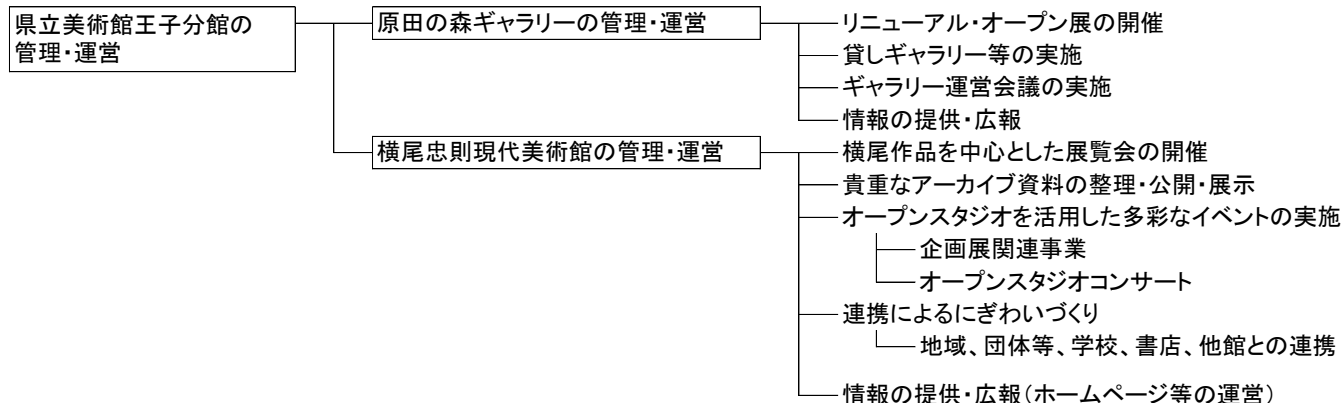 県立美術館王子分館の
管理・運営
原田の森ギャラリーの管理・運営
リニューアル・オープン展の開催
貸しギャラリー等の実施
ギャラリー運営会議の実施
情報の提供・広報
横尾忠則現代美術館の管理・運営
横尾作品を中心とした展覧会の開催
貴重なアーカイブ資料の整理・公開・展示
オープンスタジオを活用した多彩なイベントの実施
企画展関連事業
オープンスタジオコンサート
連携によるにぎわいづくり
地域、団体等、学校、書店、他館との連携
情報の提供・広報(ホームページ等の運営)